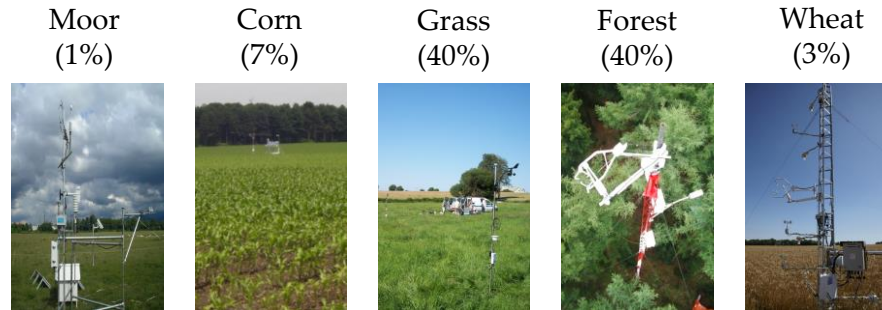 Moor
(1%)
Corn
(7%)
Grass
(40%)
Forest
(40%)
Wheat
(3%)